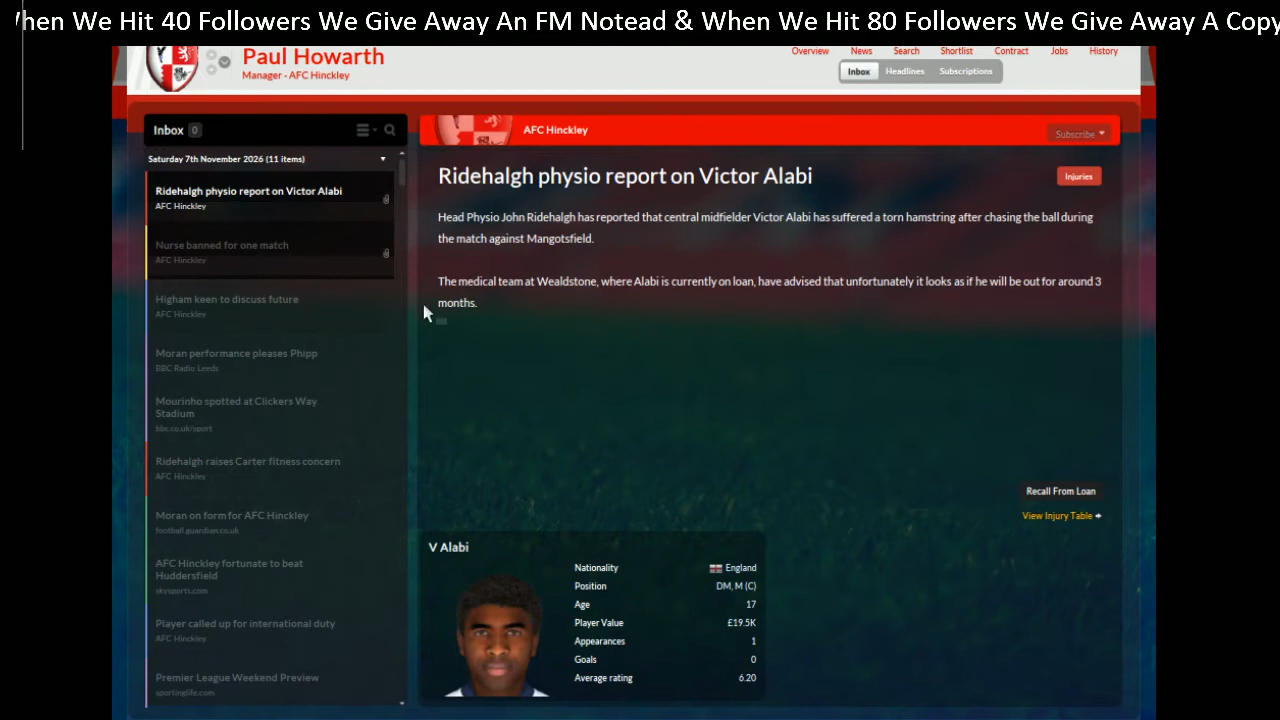 hen We Hit 40 Followers We Give Away An FM Notead & When We Hit 80 Followers We Give Away A Copy
Paul Howarth
Manager - AFC Hinckley
Overview News Search Shortlist Contract Jobs History
Inbox Headlines Subscriptions
Inbox 0
Saturday 7th November 2026 (11 items)
Ridehalgh physio report on Victor Alabi
AFC Hinckley
Nurse banned for one match
AFC Hinckley
Higham keen to discuss future
AFC Hinckley
Moran performance pleases Phipp
BBC Radio Leeds
Mourinho spotted at Clickers Way
Stadium
bbc.co.uk/sport
Ridehalgh raises Carter fitness concern
AFC Hinckley
Moran on form for AFC Hinckley
football.guardian.co.uk
AFC Hinckley fortunate to beat
Huddersfield
skysports.com
Player called up for international duty
AFC Hinckley
Premier League Weekend Preview
sportinglife.com
AFC Hinckley
Subscribe
Ridehalgh physio report on Victor Alabi
Injuries
Head Physio John Ridehalgh has reported that central midfielder Victor Alabi has suffered a torn hamstring after chasing the ball during
the match against Mangotsfield.
The medical team at Wealdstone, where Alabi is currently on loan, have advised that unfortunately it looks as if he will be out for around 3
months.
Recall From Loan
View Injury Table
V Alabi
Nationality England
Position DM, M (C)
Age 17
Player Value £19.5K
Appearances 1
Goals 0
Average rating 6.20